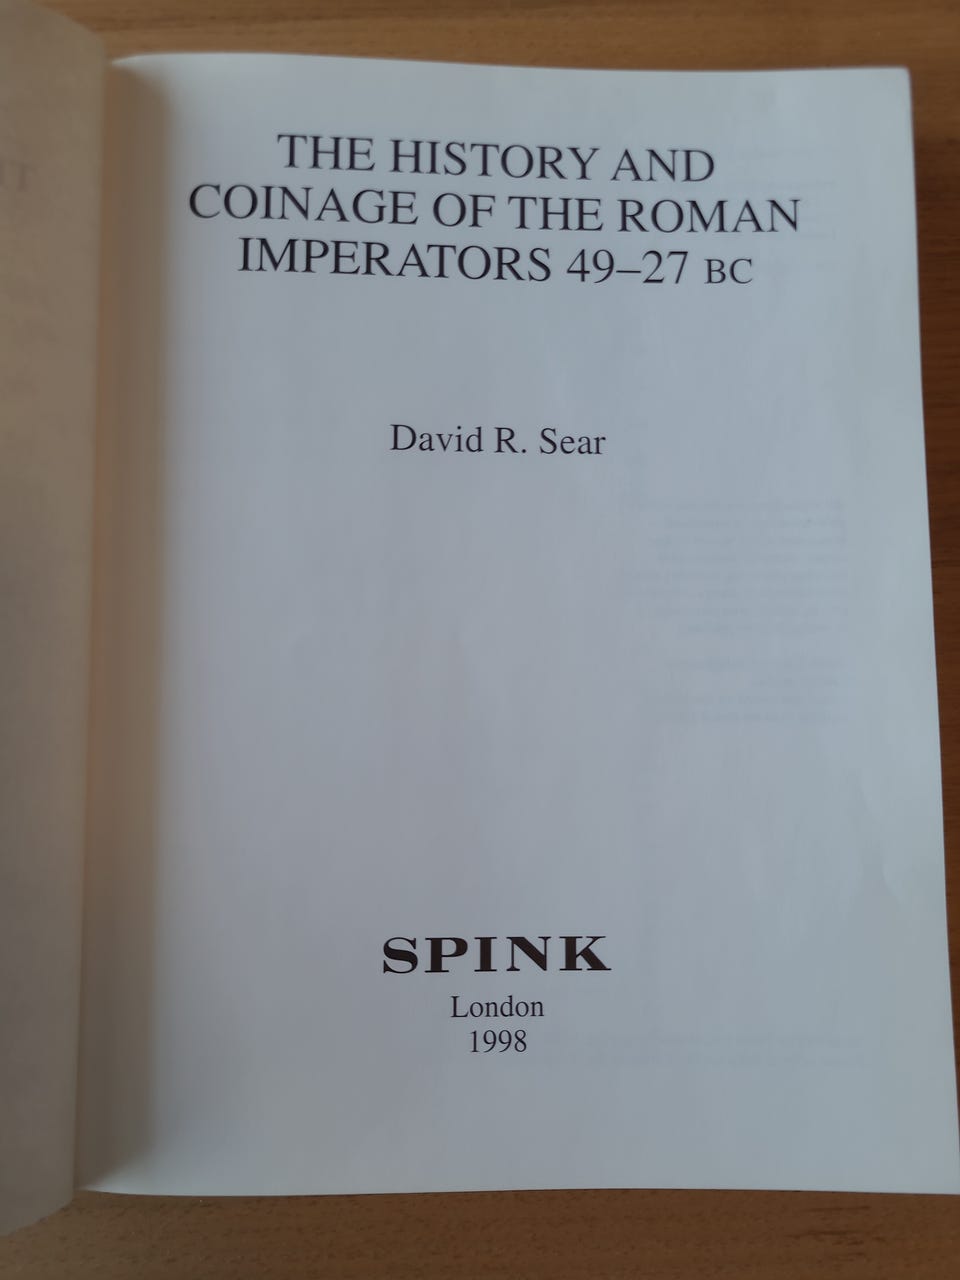 THE HISTORY AND
COINAGE OF THE ROMAN
IMPERATORS 49–27 BC
David R. Sear
SPINK
London
1998